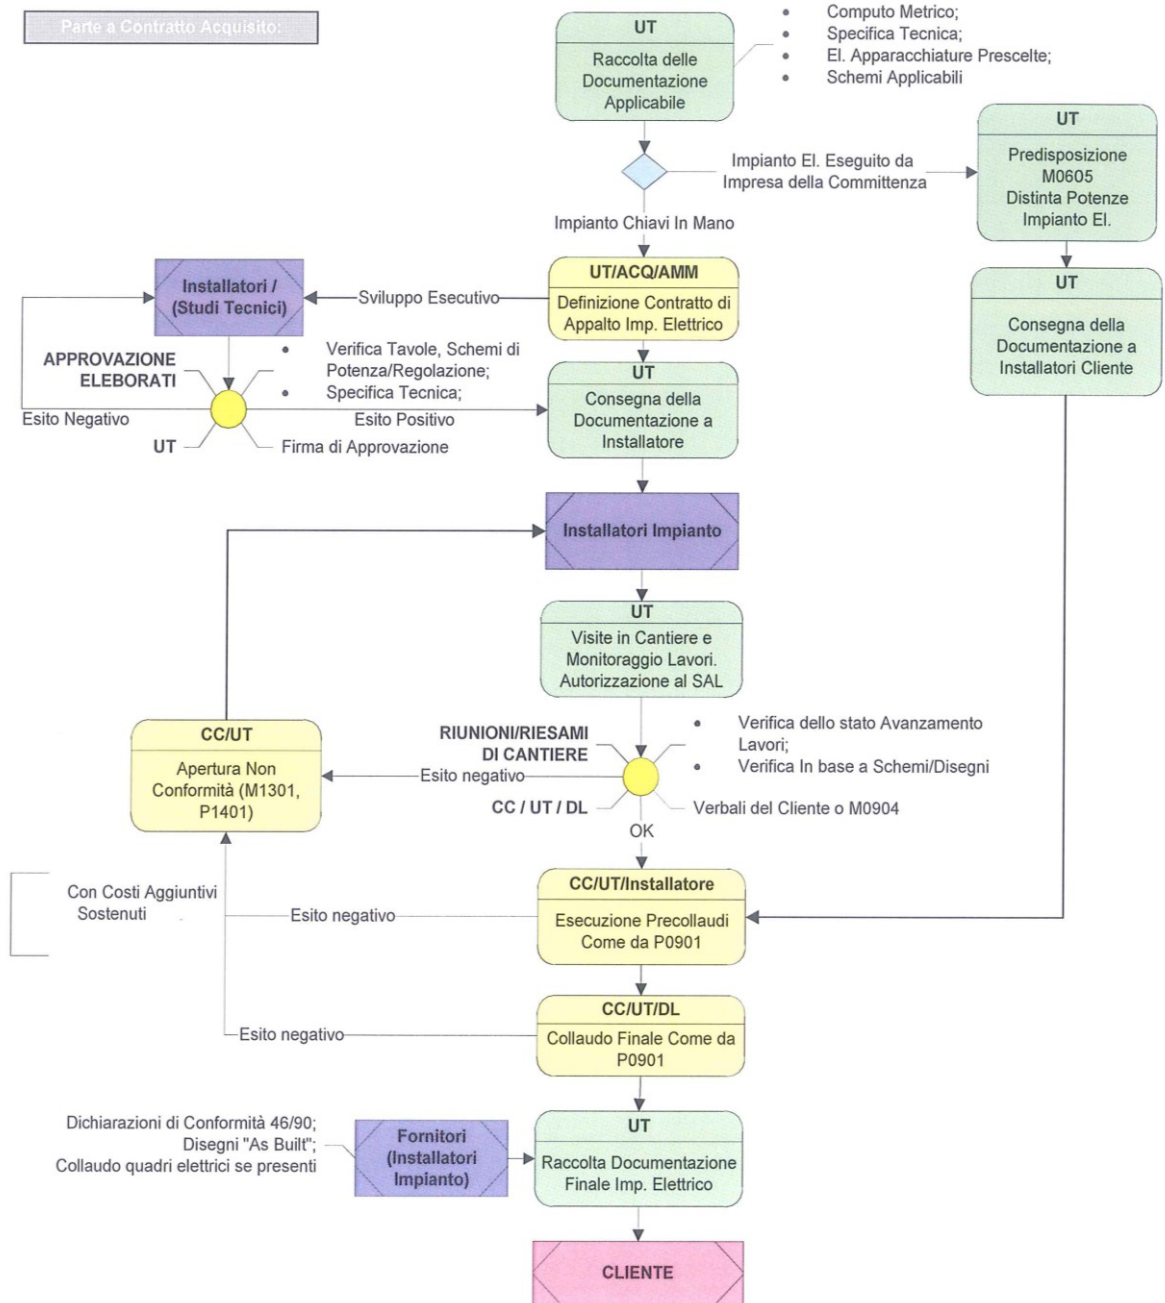 Parte a Contratto Acquisito:
UT
Raccolta delle
Documentazione
Applicabile
• Computo Metrico;
• Specifica Tecnica;
• El. Apparacchiature Prescelte;
• Schemi Applicabili
Impianto El. Eseguito da
Impresa della Committenza
UT
Predisposizione
M0605
Distinta Potenze
Impianto El.
Impianto Chiavi In Mano
UT/ACQ/AMM
Definizione Contratto di
Appalto Imp. Elettrico
Sviluppo Esecutivo
Installatori /
(Studi Tecnici)
UT
Consegna della
Documentazione a
Installatori Cliente
APPROVAZIONE
ELEBORATI
• Verifica Tavole, Schemi di
Potenza/Regolazione;
• Specifica Tecnica;
Esito Negativo
Esito Positivo
UT
Firma di Approvazione
UT
Consegna della
Documentazione a
Installatore
Installatori Impianto
UT
Visite in Cantiere e
Monitoraggio Lavori.
Autorizzazione al SAL
RIUNIONI/RIESAMI
DI CANTIERE
• Verifica dello stato Avanzamento
Lavori;
• Verifica In base a Schemi/Disegni
CC/UT
Apertura Non
Conformità (M1301,
P1401)
Esito negativo
CC / UT / DL
Verbali del Cliente o M0904
OK
CC/UT/Installatore
Esecuzione Precollaudi
Come da P0901
Con Costi Aggiuntivi
Sostenuti
Esito negativo
CC/UT/DL
Collaudo Finale Come da
P0901
Esito negativo
Dichiarazioni di Conformità 46/90;
Disegni "As Built";
Collaudo quadri elettrici se presenti
Fornitori
(Installatori
Impianto)
UT
Raccolta Documentazione
Finale Imp. Elettrico
CLIENTE